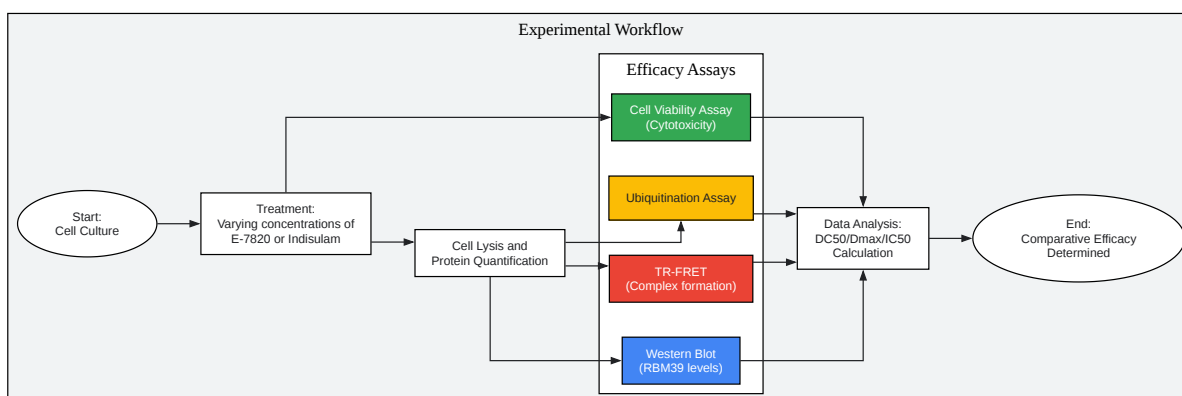 Experimental Workflow
Efficacy Assays
Cell Viability Assay
(Cytotoxicity)
Start:
Cell Culture
Treatment:
Varying concentrations of
E-7820 or Indisulam
Cell Lysis and
Protein Quantification
Ubiquitination Assay
TR-FRET
(Complex formation)
Western Blot
(RBM39 levels)
Data Analysis:
DC50/Dmax/IC50
Calculation
End:
Comparative Efficacy
Determined